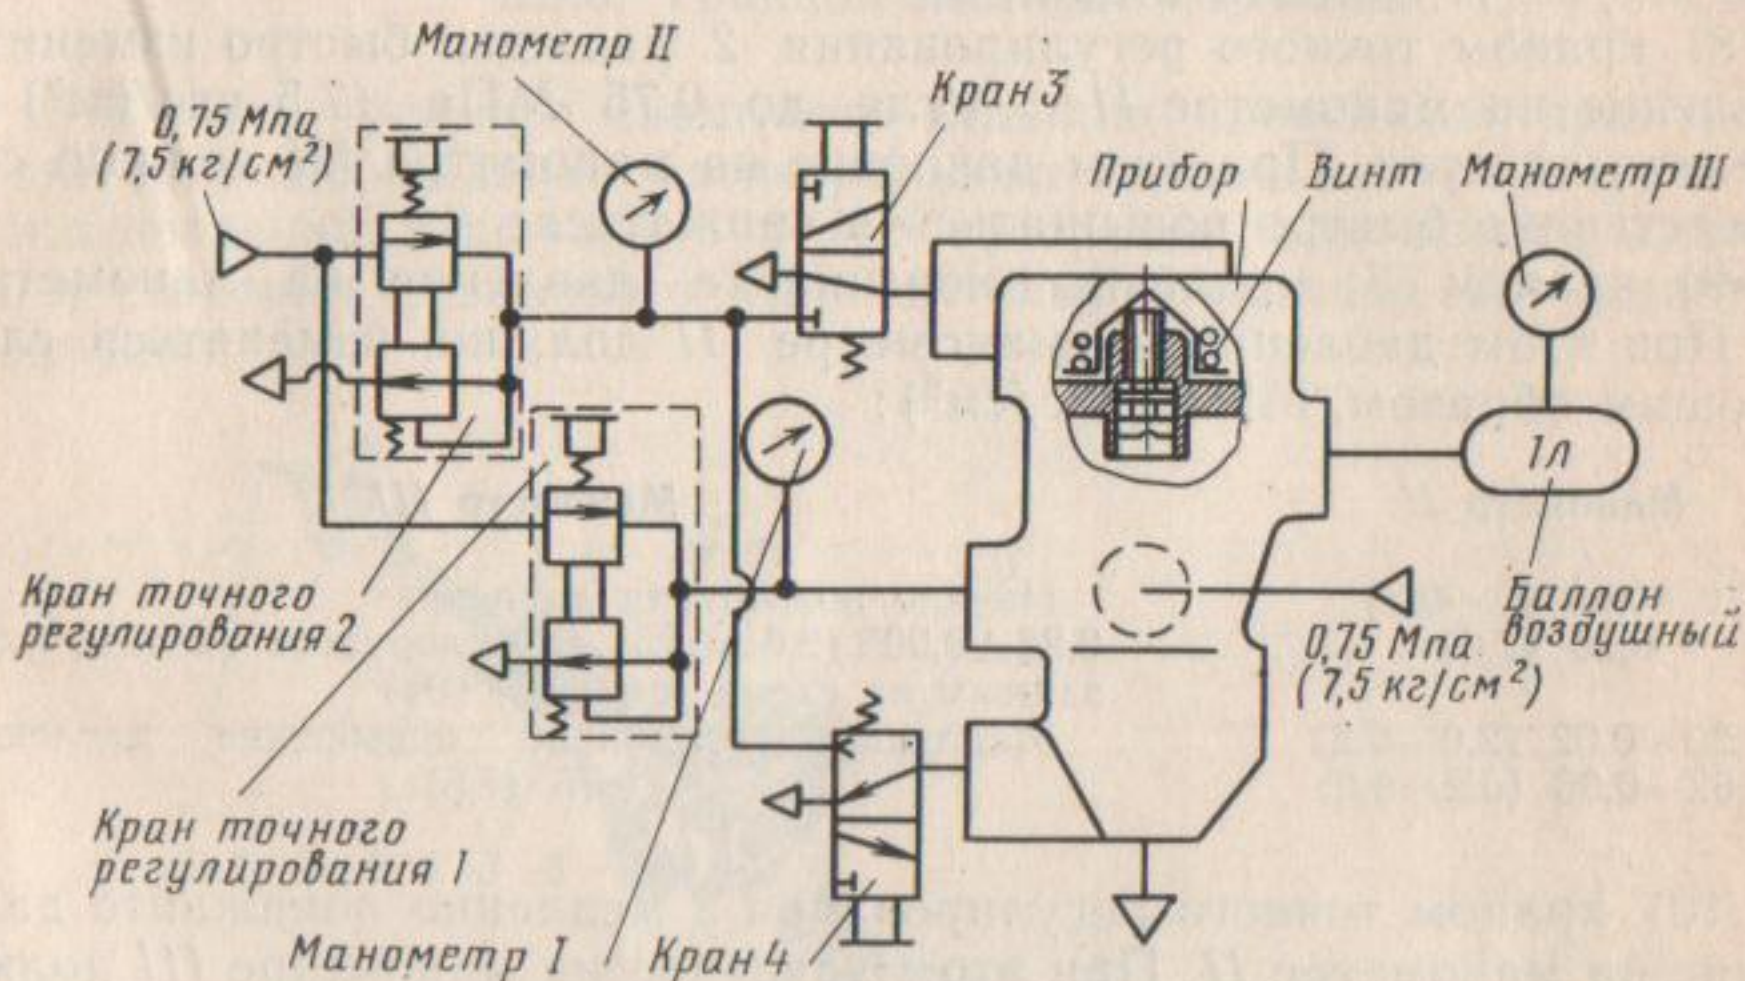 Манометр II
Кран 3
0,75 Мпа
(7,5 кг/см²)
Прибор
Винт
Манометр III
1л
Кран точного
регулирования 2
Баллон
воздушный
0,75 Мпа
(7,5 кг/см²)
Кран точного
регулирования 1
Манометр I
Кран 4